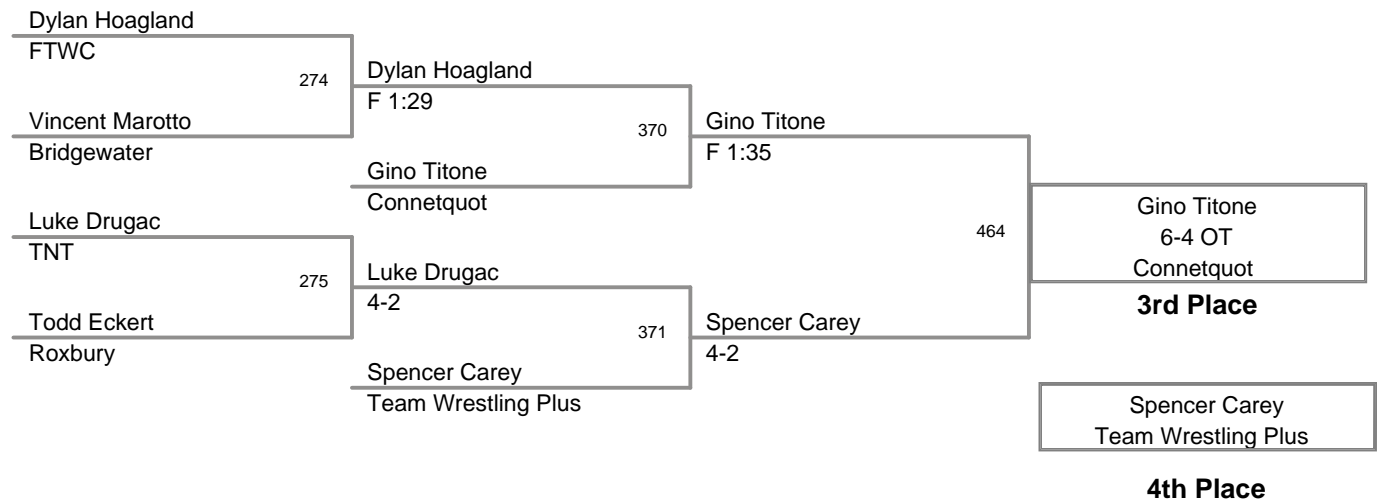 Dylan Hoagland
FTWC
274
Vincent Marotto
Bridgewater
Dylan Hoagland
F 1:29
370
Gino Titone
Connetquot
Luke Drugac
TNT
275
Todd Eckert
Roxbury
Luke Drugac
4-2
371
Spencer Carey
Team Wrestling Plus
Gino Titone
F 1:35
464
Spencer Carey
4-2
Gino Titone
6-4 OT
Connetquot
3rd Place
Spencer Carey
Team Wrestling Plus
4th Place